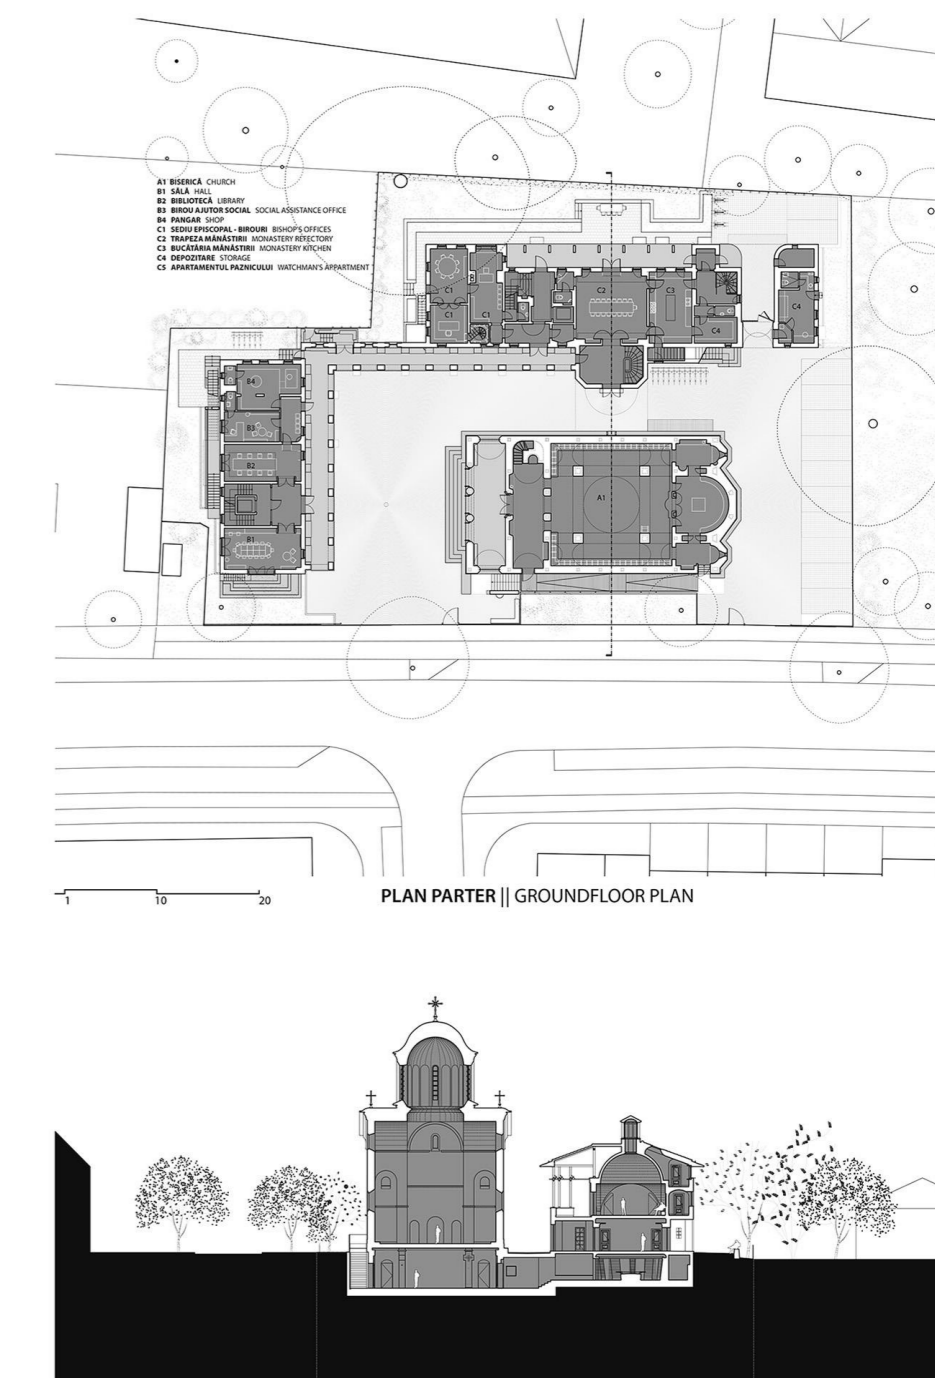 A1 BISERICĂ CHURCH
B1 SĂLĂ HALL
B2 BIBLIOTECĂ LIBRARY
B3 BIROU AJUTOR SOCIAL SOCIAL ASSISTANCE OFFICE
B4 PANGAR SHOP
C1 SEDIU EPISCOPAL - BIROURI BISHOP'S OFFICES
C2 TRAPEZA MĂNĂSTIRII MONASTERY REFECTORY
C3 BUCĂTĂRIA MĂNĂSTIRII MONASTERY KITCHEN
C4 DEPOZITARE STORAGE
C5 APARTAMENTUL PAZNICULUI WATCHMAN'S APPARTMENT
C1
C2
C3
C4
C1
C1
C4
B4
B3
B2
A1
B1
1 10 20
PLAN PARTER || GROUNDFLOOR PLAN